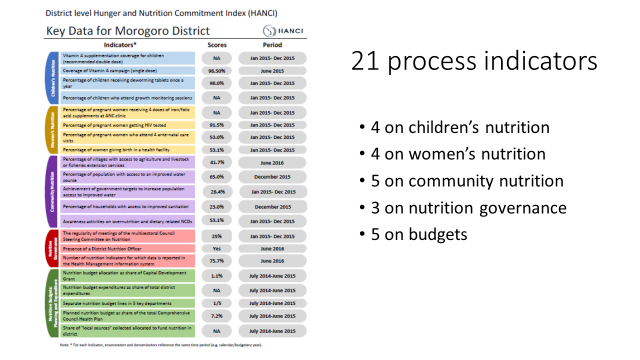 District level Hunger and Nutrition Commitment Index (HANCI)
Key Data for Morogoro District
HANCI
Indicators* Scores Period
Children's Nutrition
Vitamin A supplementation coverage for children
(recommended double dose)
NA Jan 2015- Dec 2015
Coverage of Vitamin A campaign (single dose) 98.50% June 2015
Percentage of children receiving deworming tablets once a
year
98.0% Jan 2015- Dec 2015
Percentage of children who attend growth monitoring sessions NA Jan 2015- Dec 2015
Women's Nutrition
Percentage of pregnant women receiving 4 doses of iron/folic
acid supplements at ANC clinic
NA Jan 2015- Dec 2015
Percentage of pregnant women getting HIV tested 91.5% Jan 2015- Dec 2015
Percentage of pregnant women who attend 4 antenatal care
visits
53.0% Jan 2015- Dec 2015
Percentage of women giving birth in a health facility 53.1% Jan 2015- Dec 2015
Community Nutrition
Percentage of villages with access to agriculture and livestock
or fisheries extension services
81.7% June 2016
Percentage of population with access to an improved water
source
65.0% December 2015
Achievement of government targets to increase population
access to improved water
28.4% Jan 2015- Dec 2015
Percentage of households with access to improved sanitation 25.0% December 2015
Awareness activities on overnutrition and dietary related NCDs 53.1% Jan 2015- Dec 2015
Nutrition
Governance
The regularity of meetings of the multisectoral Council
Steering Committee on Nutrition
25% Jan 2015- Dec 2015
Presence of a District Nutrition Officer Yes June 2016
Number of nutrition indicators for which data is reported in
the Health Management information system
75.7% June 2016
Nutrition Budgets:
Planning and Expenditure
Nutrition budget allocation as share of Capital Development
Grant
1.1% July 2014-June 2015
Nutrition budget expenditures as share of total district
expenditures
NA July 2014-June 2015
Separate nutrition budget lines in 5 key departments 1/5 July 2014-June 2015
Planned nutrition budget as share of the total Comprehensive
Council Health Plan
7.2% July 2014-June 2015
Share of "local sources" collected allocated to fund nutrition in
district
NA July 2014-June 2015
Note: * For each indicator, enumerators and denominators reference the same time period (e.g. calendar/budgetary year).
21 process indicators
• 4 on children's nutrition
• 4 on women's nutrition
• 5 on community nutrition
• 3 on nutrition governance
• 5 on budgets